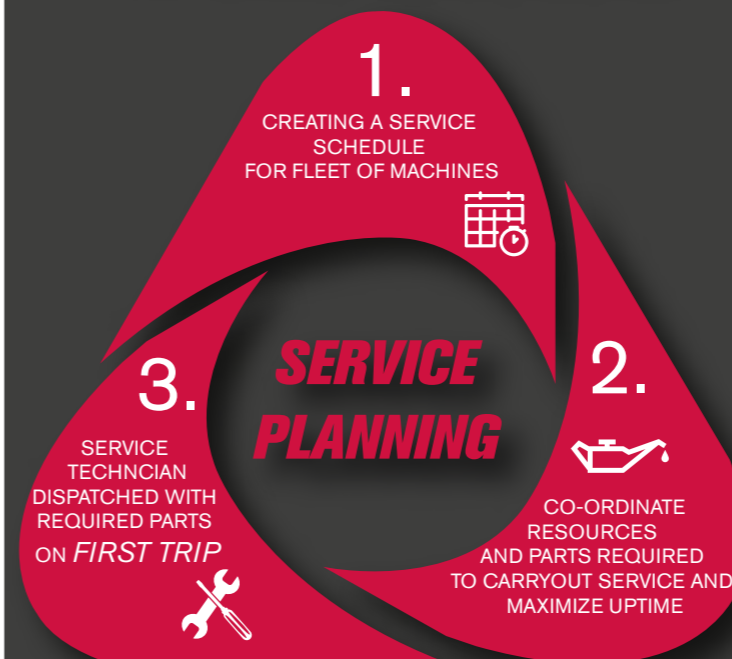 1.
CREATING A SERVICE
SCHEDULE
FOR FLEET OF MACHINES
SERVICE
PLANNING
2.
CO-ORDINATE
RESOURCES
AND PARTS REQUIRED
TO CARRYOUT SERVICE AND
MAXIMIZE UPTIME
3.
SERVICE
TECHNCIAN
DISPATCHED WITH
REQUIRED PARTS
ON FIRST TRIP